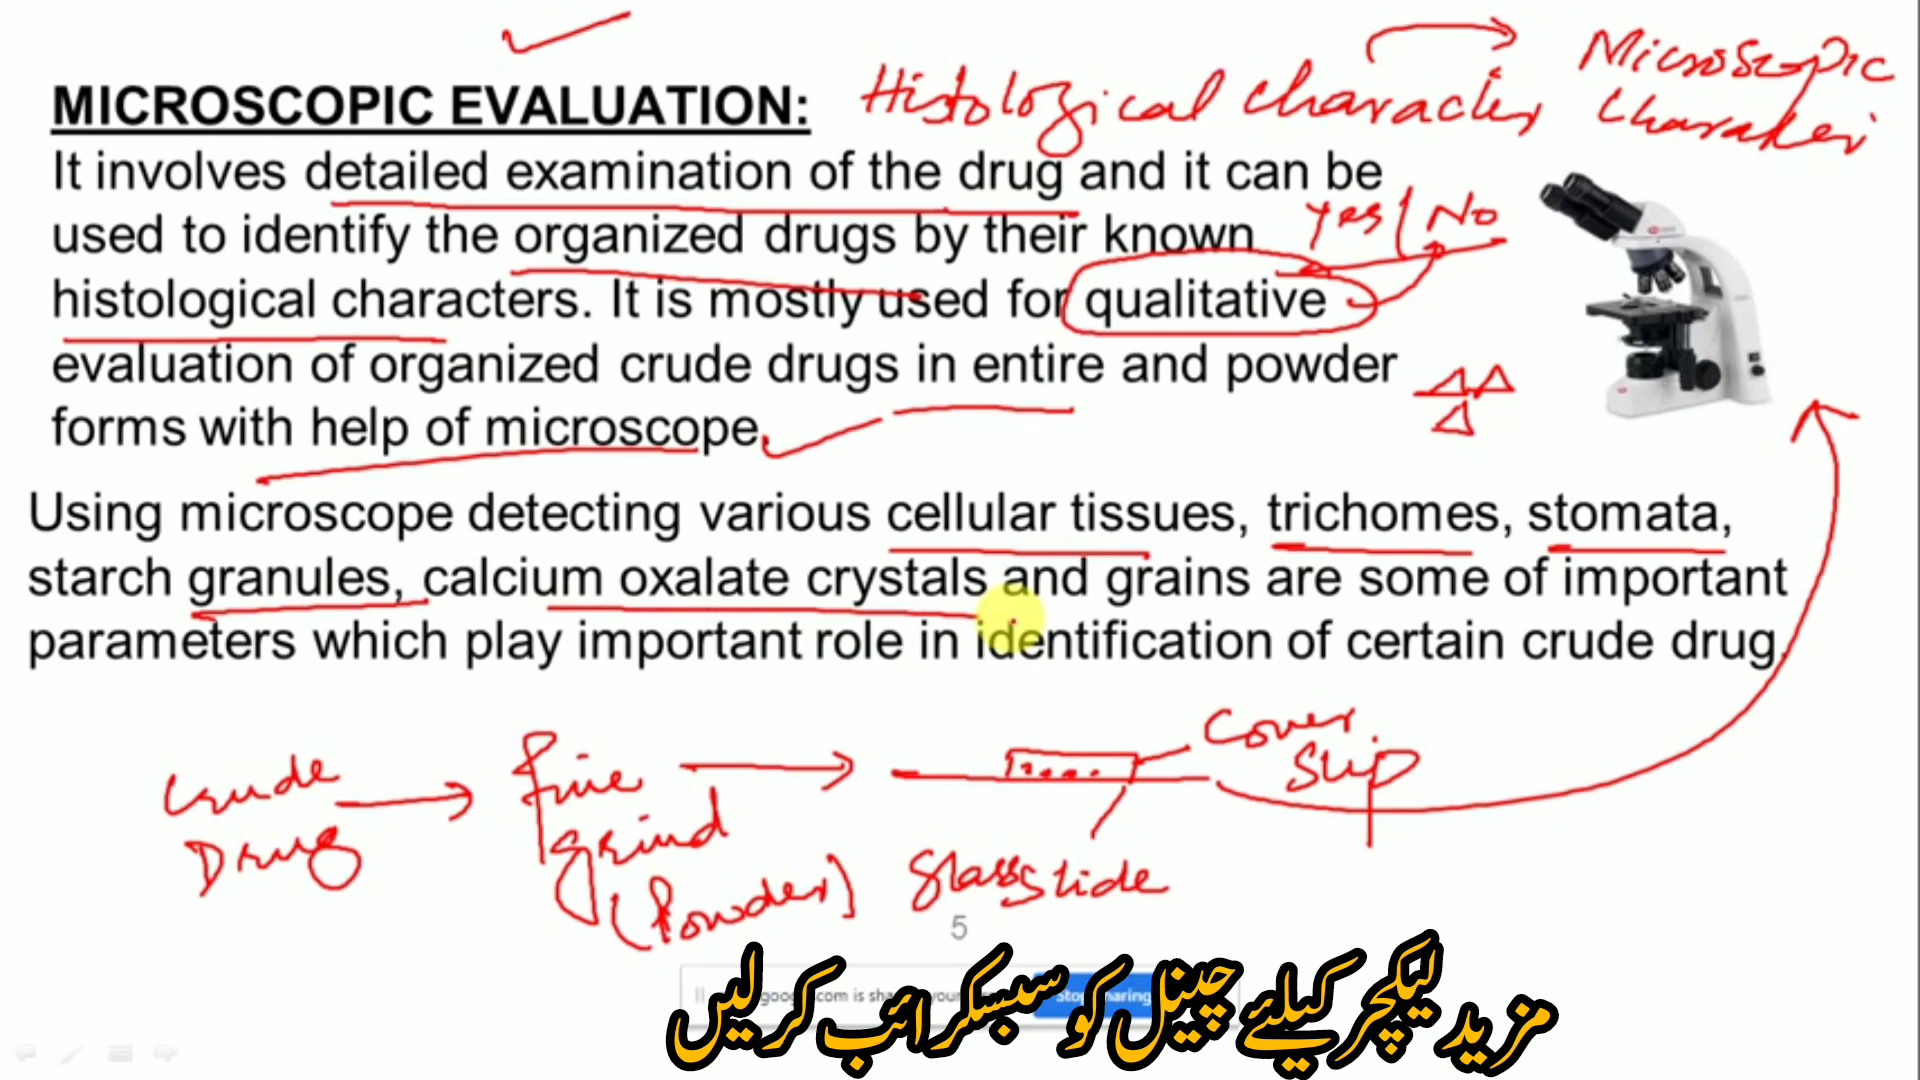 Histological character Microscopic
character
MICROSCOPIC EVALUATION:
It involves detailed examination of the drug and it can be
used to identify the organized drugs by their known
Yes/No
histological characters. It is mostly used for qualitative
evaluation of organized crude drugs in entire and powder
forms with help of microscope.
Using microscope detecting various cellular tissues, trichomes, stomata,
starch granules, calcium oxalate crystals and grains are some of important
parameters which play important role in identification of certain crude drug.
Crude
Drug
fine
grind
(Powder)
Cover
Slip
Glass slide
5
Stop sharing
مزید لیکچر کیلئے چینل کو سبسکرائب کر لیں